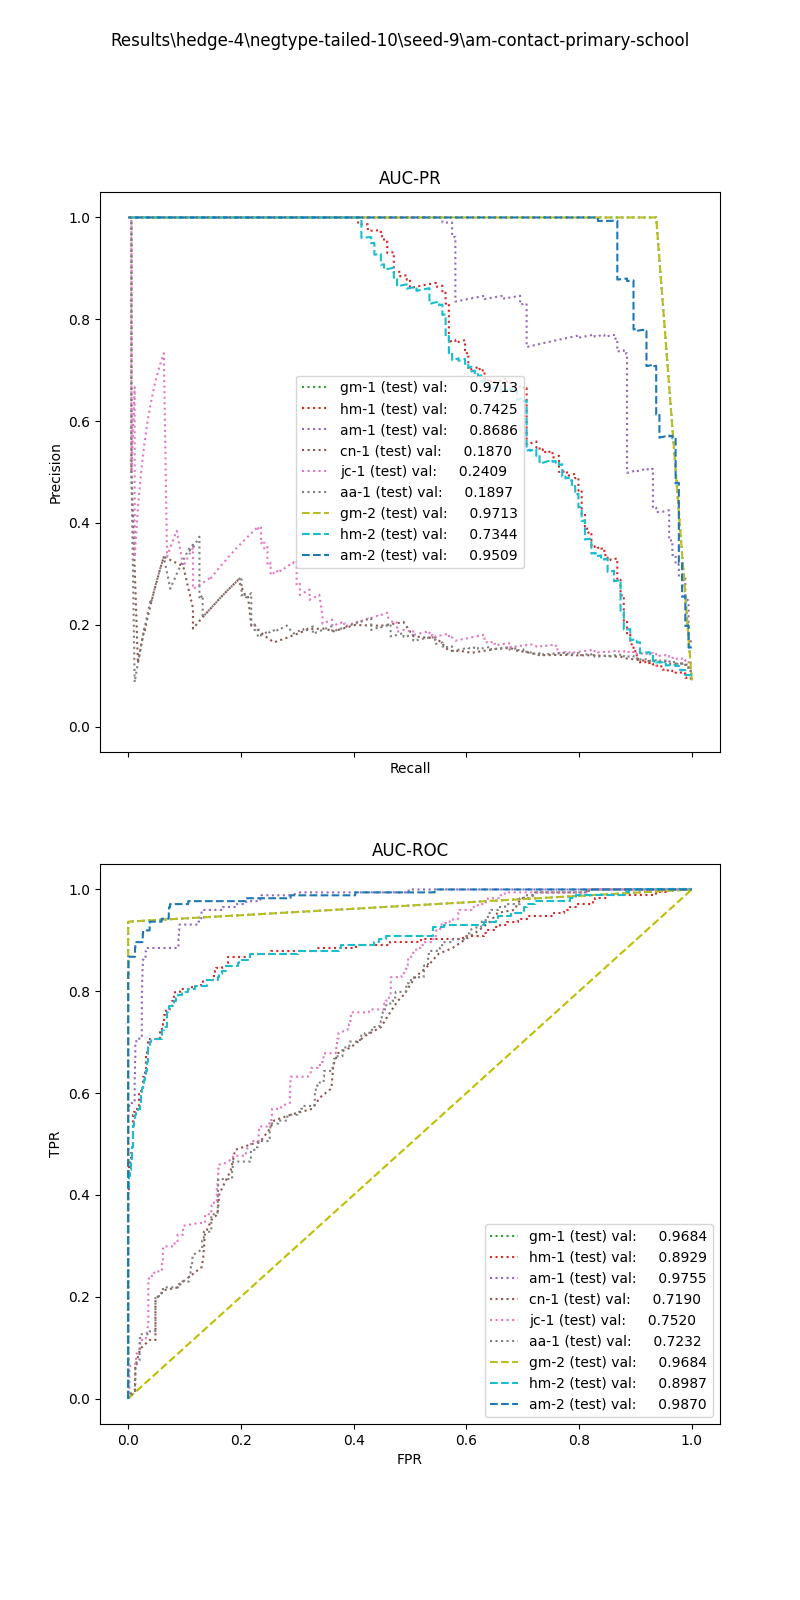 Results\hedge-4\negtype-tailed-10\seed-9\am-contact-primary-school
AUC-PR
1.0
0.8
0.6
0.4
0.2
0.0
Precision
gm-1 (test) val: 0.9713
hm-1 (test) val: 0.7425
am-1 (test) val: 0.8686
cn-1 (test) val: 0.1870
jc-1 (test) val: 0.2409
aa-1 (test) val: 0.1897
gm-2 (test) val: 0.9713
hm-2 (test) val: 0.7344
am-2 (test) val: 0.9509
Recall
AUC-ROC
1.0
0.8
0.6
0.4
0.2
0.0
TPR
gm-1 (test) val: 0.9684
hm-1 (test) val: 0.8929
am-1 (test) val: 0.9755
cn-1 (test) val: 0.7190
jc-1 (test) val: 0.7520
aa-1 (test) val: 0.7232
gm-2 (test) val: 0.9684
hm-2 (test) val: 0.8987
am-2 (test) val: 0.9870
0.0 0.2 0.4 0.6 0.8 1.0
FPR